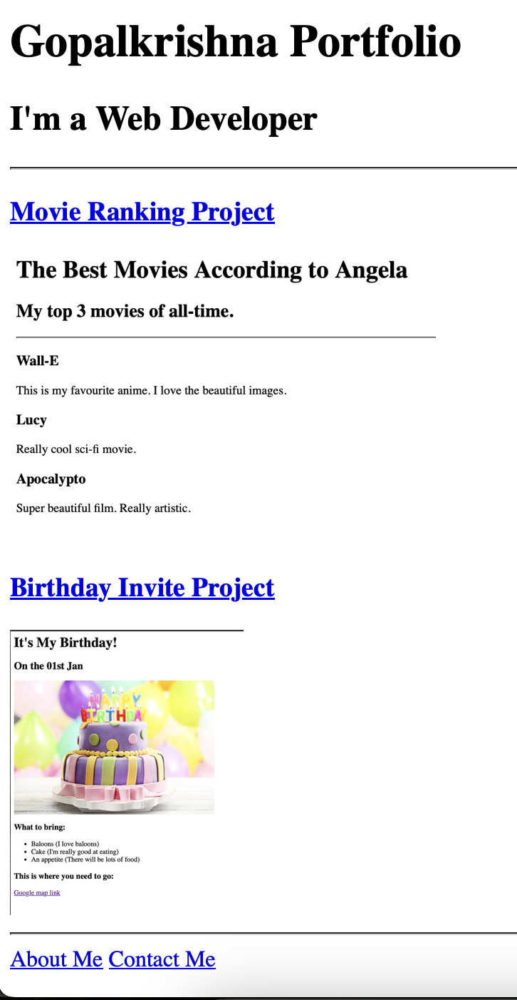 Gopalkrishna Portfolio
I'm a Web Developer
Movie Ranking Project
The Best Movies According to Angela
My top 3 movies of all-time.
Wall-E
This is my favourite anime. I love the beautiful images.
Lucy
Really cool sci-fi movie.
Apocalypto
Super beautiful film. Really artistic.
Birthday Invite Project
It's My Birthday!
On the 01st Jan
HAPPY
BIRTHDAY
What to bring:
• Baloons (I love baloons)
• Cake (I'm really good at eating)
• An appetite (There will be lots of food)
This is where you need to go:
Google map link
About Me Contact Me